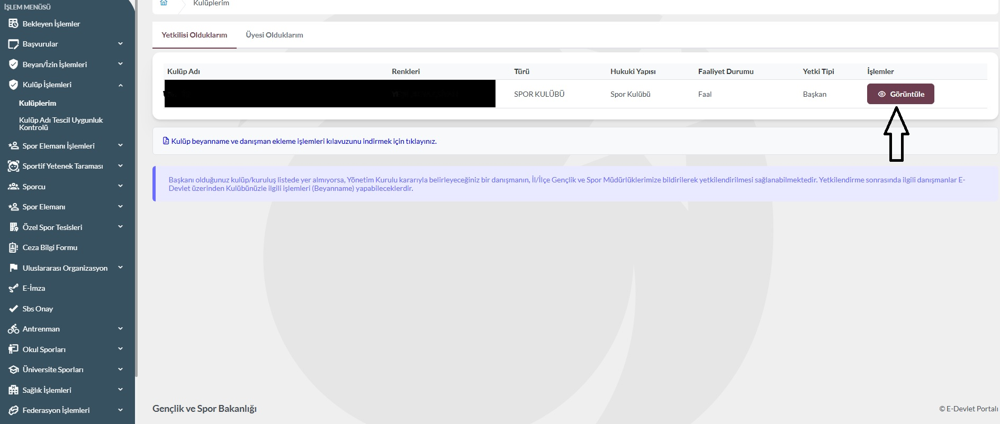 İŞLEM MENÜSÜ
Bekleyen İşlemler
Başvurular
Beyan/İzin İşlemleri
Kulüp İşlemleri
Kulüplerim
Kulüp Adı Tescil Uygunluk
Kontrolü
Spor Elemanı İşlemleri
Sportif Yetenek Taraması
Sporcu
Spor Elemanı
Özel Spor Tesisleri
Ceza Bilgi Formu
Uluslararası Organizasyon
E-İmza
Sbs Onay
Antrenman
Okul Sporları
Üniversite Sporları
Sağlık İşlemleri
Federasyon İşlemleri
Kulüplerim
Yetkilisi Olduklarım Üyesi Olduklarım
Kulüp Adı Renkleri Türü Hukuki Yapısı Faaliyet Durumu Yetki Tipi İşlemler
SPOR KULÜBÜ Spor Kulübü Faal Başkan Görüntüle
Kulüp beyanname ve danışman ekleme işlemleri kılavuzunu indirmek için tıklayınız.
Başkanı olduğunuz kulüp/kuruluş listede yer almıyorsa, Yönetim Kurulu kararıyla belirleyeceğiniz bir danışmanın, İl/İlçe Gençlik ve Spor Müdürlüklerimize bildirilerek yetkilendirilmesi sağlanabilmektedir. Yetkilendirme sonrasında ilgili danışmanlar E-
Devlet üzerinden Kulübünüzle ilgili işlemleri (Beyanname) yapabileceklerdir.
Gençlik ve Spor Bakanlığı
© E-Devlet Portalı